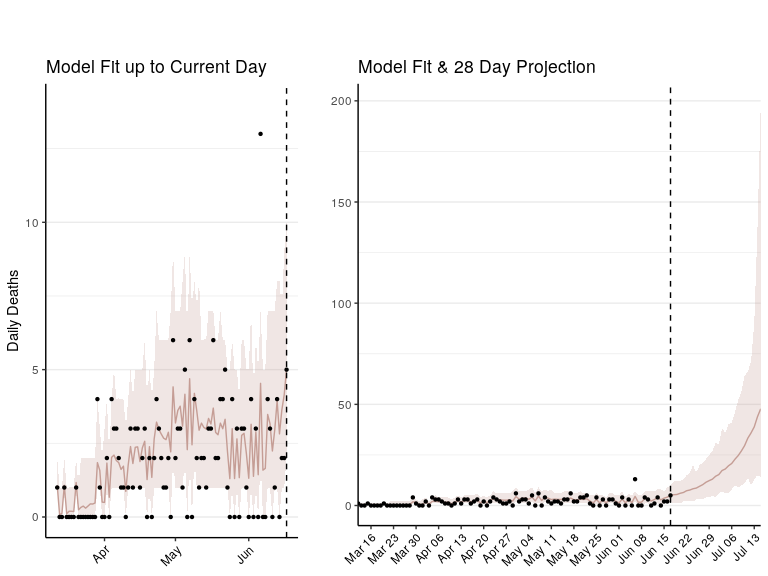 Model Fit up to Current Day
Model Fit & 28 Day Projection
Daily Deaths
10
5
0
Apr
May
Jun
200
150
100
50
0
Mar 16
Mar 23
Mar 30
Apr 06
Apr 13
Apr 20
Apr 27
May 04
May 11
May 18
May 25
Jun 01
Jun 08
Jun 15
Jun 22
Jun 29
Jul 06
Jul 13